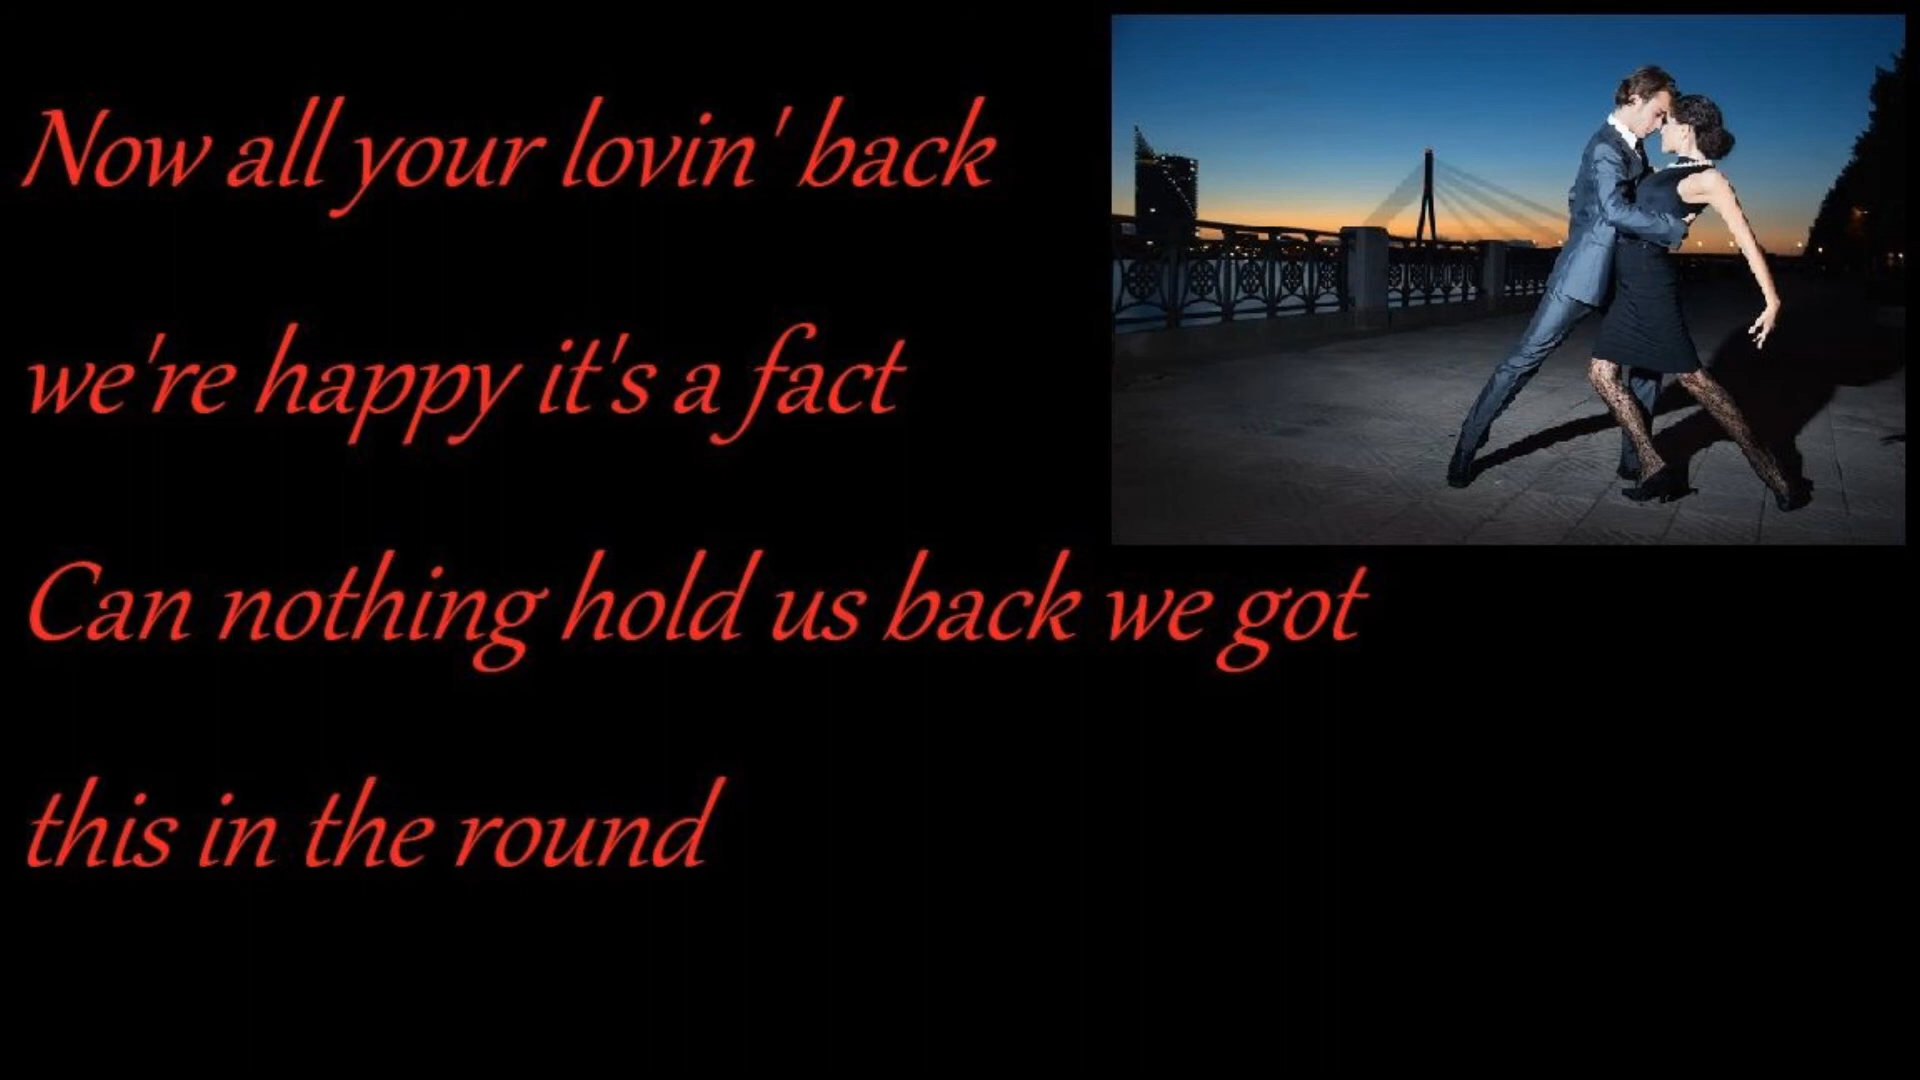 Now all your lovin' back
we're happy it's a fact
Can nothing hold us back we got
this in the round